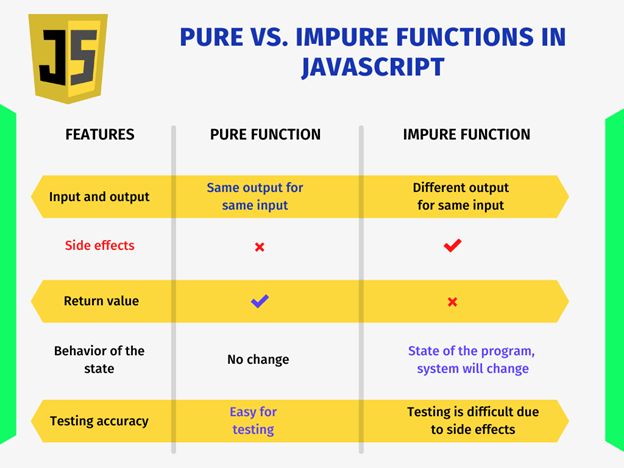 JS
PURE VS. IMPURE FUNCTIONS IN
JAVASCRIPT
FEATURES
PURE FUNCTION
IMPURE FUNCTION
Input and output
Same output for
same input
Different output
for same input
Side effects
Return value
Behavior of the
state
No change
State of the program,
system will change
Testing accuracy
Easy for
testing
Testing is difficult due
to side effects